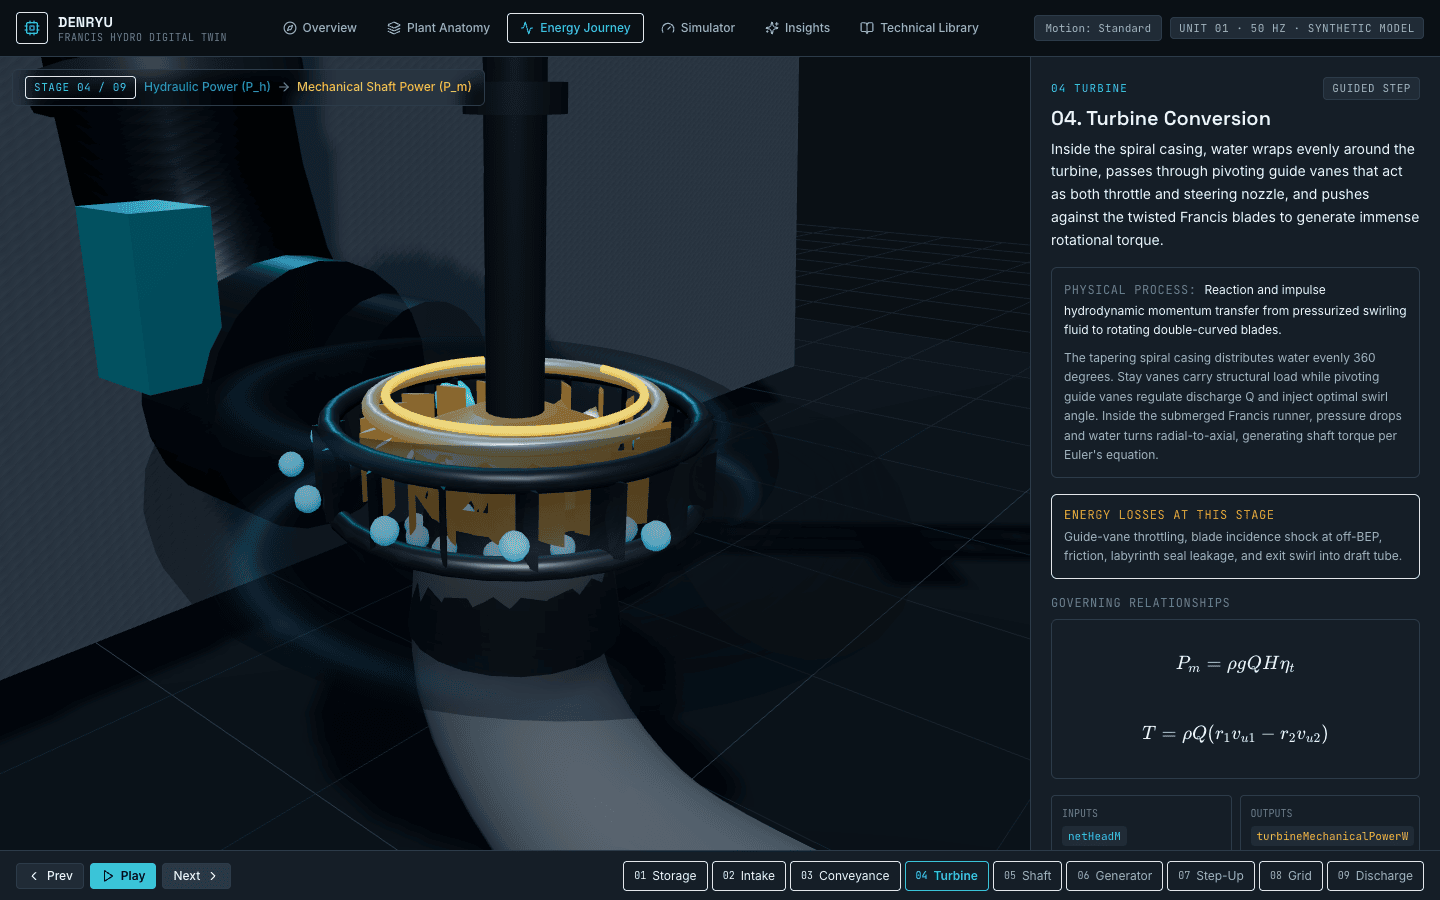 DENRYU
FRANCIS HYDRO DIGITAL TWIN
Overview
Plant Anatomy
Energy Journey
Simulator
Insights
Technical Library
Motion: Standard
UNIT 01 · 50 HZ · SYNTHETIC MODEL
STAGE 04 / 09
Hydraulic Power (P_h) → Mechanical Shaft Power (P_m)
04 TURBINE
GUIDED STEP
04. Turbine Conversion
Inside the spiral casing, water wraps evenly around the
turbine, passes through pivoting guide vanes that act
as both throttle and steering nozzle, and pushes
against the twisted Francis blades to generate immense
rotational torque.
PHYSICAL PROCESS: Reaction and impulse
hydrodynamic momentum transfer from pressurized swirling
fluid to rotating double-curved blades.
The tapering spiral casing distributes water evenly 360
degrees. Stay vanes carry structural load while pivoting
guide vanes regulate discharge Q and inject optimal swirl
angle. Inside the submerged Francis runner, pressure drops
and water turns radial-to-axial, generating shaft torque per
Euler's equation.
ENERGY LOSSES AT THIS STAGE
Guide-vane throttling, blade incidence shock at off-BEP,
friction, labyrinth seal leakage, and exit swirl into draft tube.
GOVERNING RELATIONSHIPS
P_m = ρgQHη_t
T = ρQ(r_1v_{u1} − r_2v_{u2})
INPUTS
netHeadM
OUTPUTS
turbineMechanicalPowerW
Prev
Play
Next
01 Storage
02 Intake
03 Conveyance
04 Turbine
05 Shaft
06 Generator
07 Step-Up
08 Grid
09 Discharge